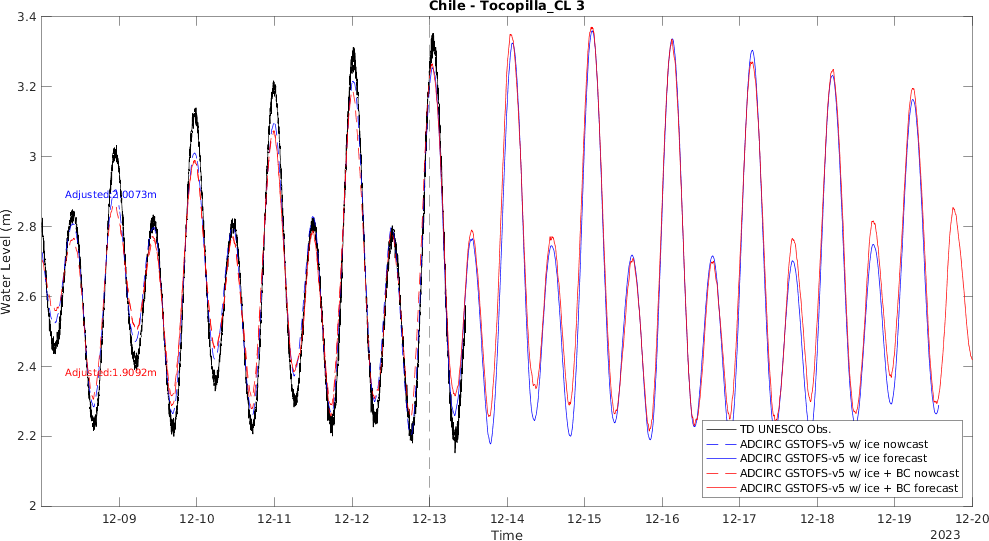 Chile - Tocopilla_CL 3
3.4
3.2
3
2.8
2.6
2.4
2.2
2
Water Level (m)
Adjusted:2.0073m
Adjusted:1.9092m
TD UNESCO Obs.
ADCIRC GSTOFS-v5 w/ ice nowcast
ADCIRC GSTOFS-v5 w/ ice forecast
ADCIRC GSTOFS-v5 w/ ice + BC nowcast
ADCIRC GSTOFS-v5 w/ ice + BC forecast
12-09 12-10 12-11 12-12 12-13 12-14 12-15 12-16 12-17 12-18 12-19 12-20
Time
2023